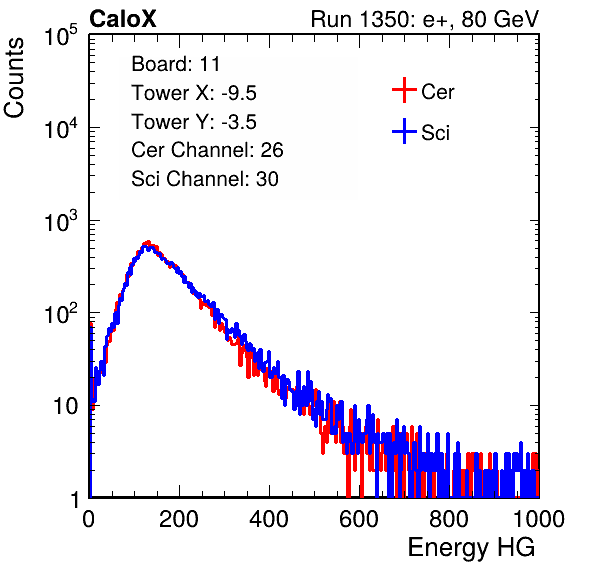 CaloX Run 1350: e+, 80 GeV
Counts
Board: 11
Tower X: -9.5
Tower Y: -3.5
Cer Channel: 26
Sci Channel: 30
Cer
Sci
10^5
10^4
10^3
10^2
10
1
0 200 400 600 800 1000
Energy HG